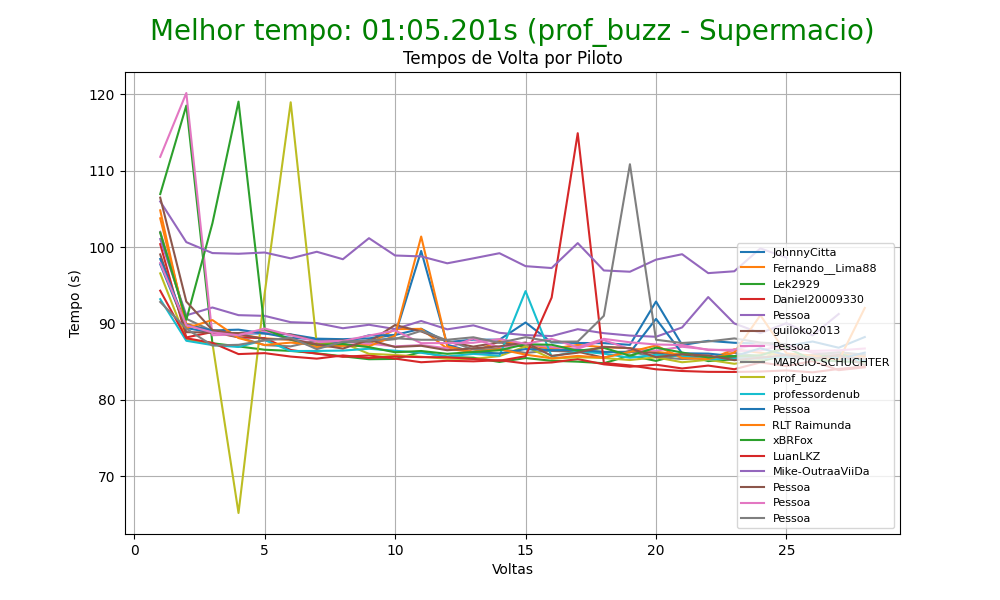 Melhor tempo: 01:05.201s (prof_buzz - Supermacio)
Tempos de Volta por Piloto
120
110
100
90
80
70
Tempo (s)
0
5
10
15
20
25
Voltas
JohnnyCitta
Fernando__Lima88
Lek2929
Daniel20009330
Pessoa
guiloko2013
Pessoa
MARCIO-SCHUCHTER
prof_buzz
professordenub
Pessoa
RLT Raimunda
xBRFox
LuanLKZ
Mike-OutraaViiDa
Pessoa
Pessoa
Pessoa